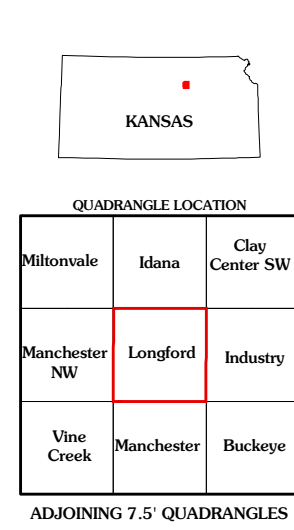 KANSAS
QUADRANGLE LOCATION
Miltonvale
Idana
Clay
Center SW
Manchester
NW
Longford
Industry
Vine
Creek
Manchester
Buckeye
ADJOINING 7.5' QUADRANGLES